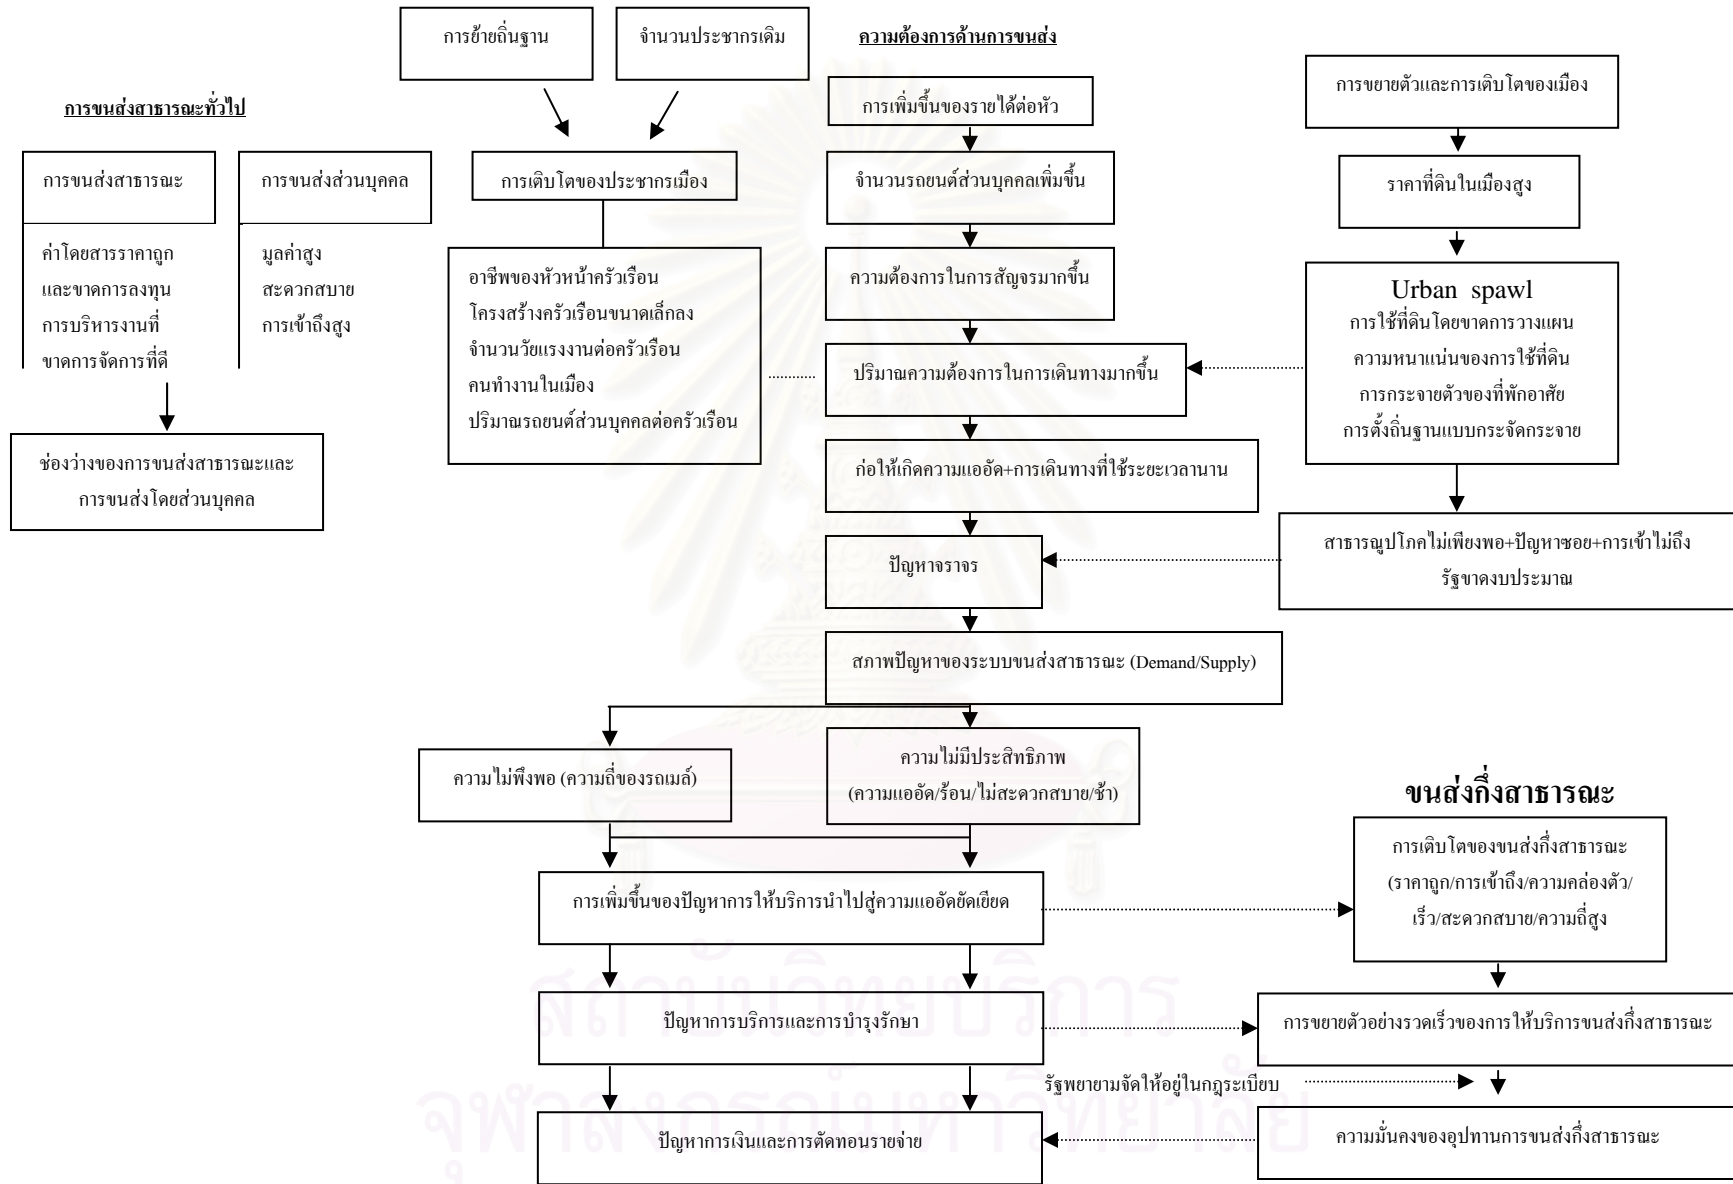 การขนส่งสาธารณะทั่วไป
การขนส่งสาธารณะ
ค่าโดยสารราคาถูก
และขาดการลงทุน
การบริหารงานที่
ขาดการจัดการที่ดี
การขนส่งส่วนบุคคล
มูลค่าสูง
สะดวกสบาย
การเข้าถึงสูง
ช่องว่างของการขนส่งสาธารณะและ
การขนส่งโดยส่วนบุคคล
การย้ายถิ่นฐาน
จำนวนประชากรเดิม
การเติบโตของประชากรเมือง
อาชีพของหัวหน้าครัวเรือน
โครงสร้างครัวเรือนขนาดเล็กลง
จำนวนวัยแรงงานต่อครัวเรือน
คนทำงานในเมือง
ปริมาณรถยนต์ส่วนบุคคลต่อครัวเรือน
ความต้องการด้านการขนส่ง
การเพิ่มขึ้นของรายได้ต่อหัว
จำนวนรถยนต์ส่วนบุคคลเพิ่มขึ้น
ความต้องการในการสัญจรมากขึ้น
ปริมาณความต้องการในการเดินทางมากขึ้น
ก่อให้เกิดความแออัด+การเดินทางที่ใช้ระยะเวลานาน
ปัญหาจราจร
สภาพปัญหาของระบบขนส่งสาธารณะ (Demand/Supply)
ความไม่พึงพอ (ความถี่ของรถเมล์)
ความไม่มีประสิทธิภาพ
(ความแออัด/ร้อน/ไม่สะดวกสบาย/ช้า)
การเพิ่มขึ้นของปัญหาการให้บริการนำไปสู่ความแออัดยัดเยียด
ปัญหาการบริการและการบำรุงรักษา
ปัญหาการเงินและการตัดทอนรายจ่าย
การขยายตัวและการเติบโตของเมือง
ราคาที่ดินในเมืองสูง
Urban spawl
การใช้ที่ดินโดยขาดการวางแผน
ความหนาแน่นของการใช้ที่ดิน
การกระจายตัวของที่พักอาศัย
การตั้งถิ่นฐานแบบกระจัดกระจาย
สาธารณูปโภคไม่เพียงพอ+ปัญหาซอย+การเข้าไม่ถึง
รัฐขาดงบประมาณ
ขนส่งกึ่งสาธารณะ
การเติบโตของขนส่งกึ่งสาธารณะ
(ราคาถูก/การเข้าถึง/ความคล่องตัว/
เร็ว/สะดวกสบาย/ความถี่สูง
การขยายตัวอย่างรวดเร็วของการให้บริการขนส่งกึ่งสาธารณะ
รัฐพยายามจัดให้อยู่ในกฎระเบียบ
ความมั่นคงของอุปทานการขนส่งกึ่งสาธารณะ
สถาบันวิทยบริการ
จุฬาลงกรณ์มหาวิทยาลัย